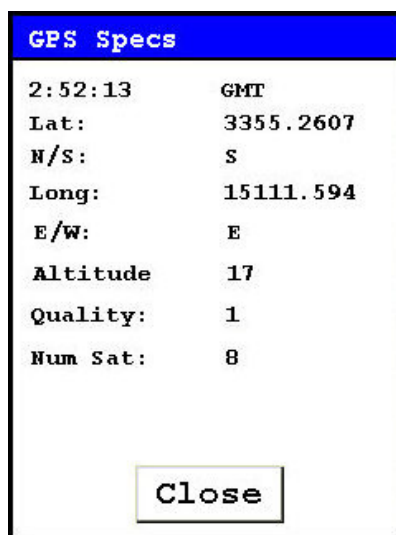 GPS Specs
2:52:13 GMT
Lat: 3355.2607
N/S: S
Long: 15111.594
E/W: E
Altitude 17
Quality: 1
Num Sat: 8
Close